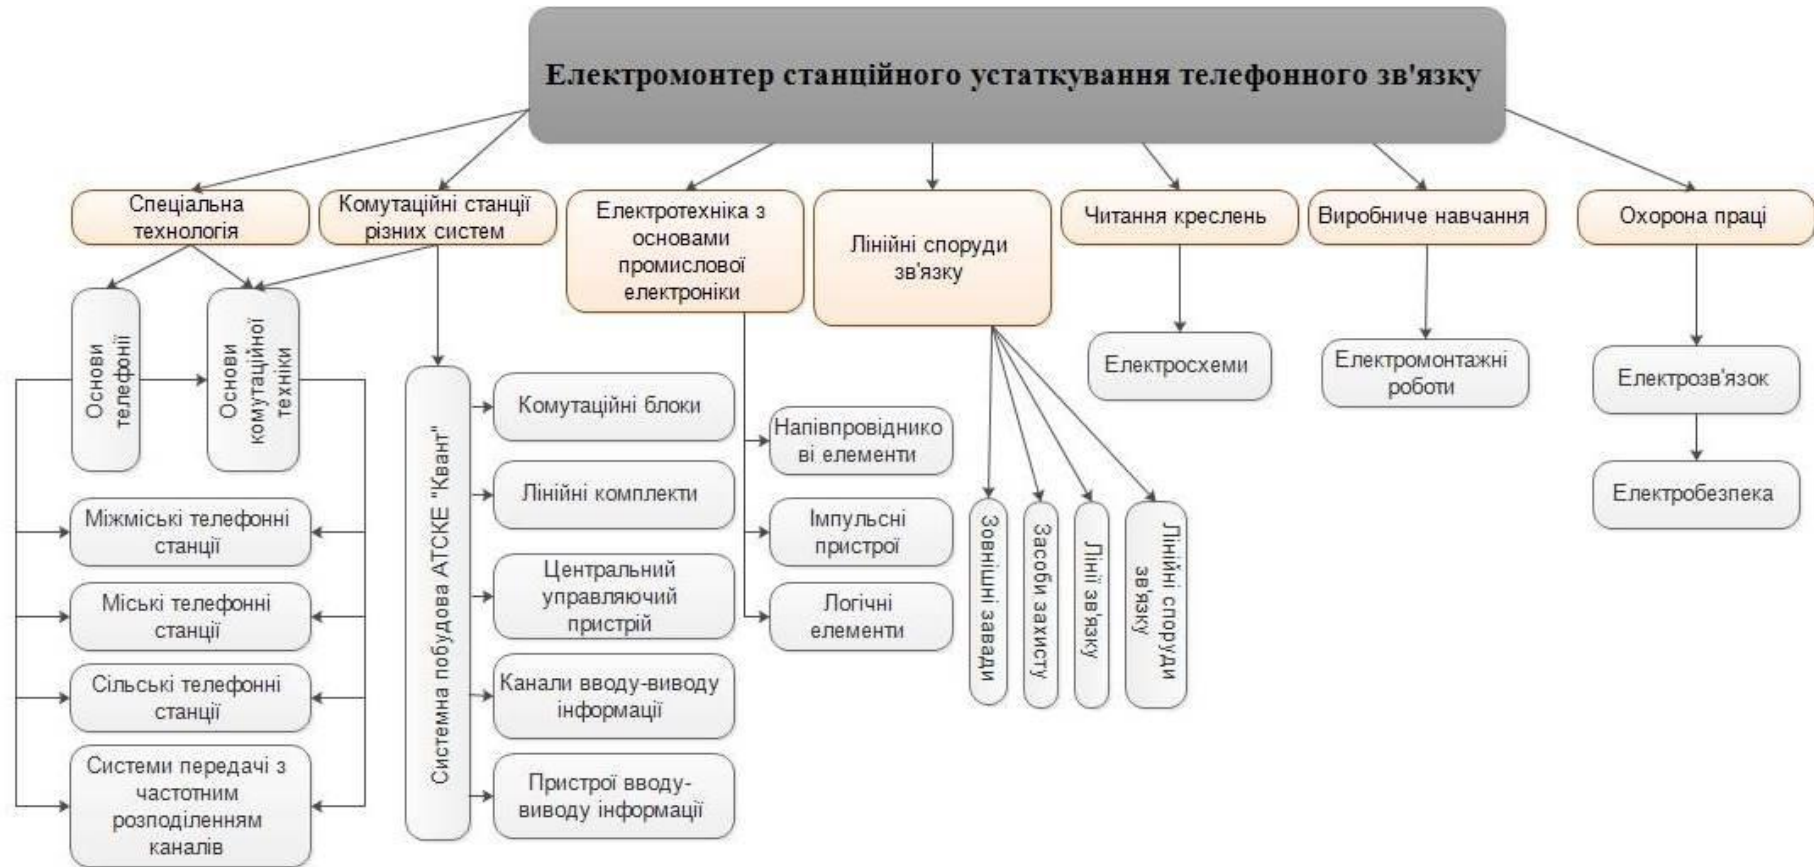 Електромонтер станційного устаткування телефонного зв'язку
Спеціальна
технологія
Комутаційні станції
різних систем
Електротехніка з
основами
промислової
електроніки
Лінійні споруди
зв'язку
Читання креслень
Виробниче навчання
Охорона праці
Основи
телефонії
Основи
комутаційної
техніки
Міжміські телефонні
станції
Міські телефонні
станції
Сільські телефонні
станції
Системи передачі з
частотним
розподіленням
каналів
Системна побудова АТСКЕ "Квант"
Комутаційні блоки
Лінійні комплекти
Центральний
управляючий
пристрій
Канали вводу-виводу
інформації
Пристрої вводу-
виводу інформації
Напівпровіднико
ві елементи
Імпульсні
пристрої
Логічні
елементи
Зовнішні завади
Засоби захисту
Лінії зв'язку
Лінійні споруди
зв'язку
Електросхеми
Електромонтажні
роботи
Електрозв'язок
Електробезпека